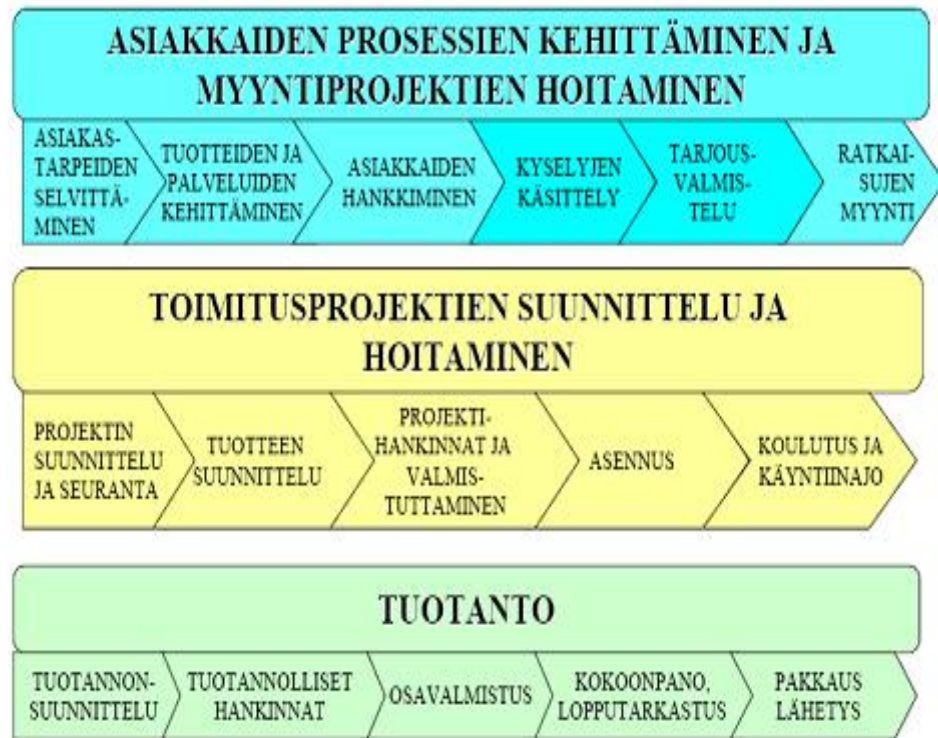 ASIAKKAIDEN PROSESSIEN KEHITTÄMINEN JA
MYYNTIPROJEKTIEN HOITAMINEN
ASIAKAS-
TARPEIDEN
SELVITTÄ-
MINEN
TUOTTEIDEN JA
PALVELUIDEN
KEHITTÄMINEN
ASIAKKAIDEN
HANKKIMINEN
KYSELYJEN
KÄSITTELY
TARJOUS-
VALMIS-
TELU
RATKAI-
SUJEN
MYYNTI
TOIMITUSPROJEKTIEN SUUNNITTELU JA
HOITAMINEN
PROJEKTIN
SUUNNITTELU
JA SEURANTA
TUOTTEEN
SUUNNITTELU
PROJEKTI-
HANKINNAT JA
VALMIS-
TUTTAMINEN
ASENNUS
KOULUTUS JA
KÄYNTIINAJO
TUOTANTO
TUOTANNON-
SUUNNITTELU
TUOTANNOLLISET
HANKINNAT
OSAVALMISTUS
KOKOONPANO,
LOPPUTARKASTUS
PAKKAUS
LÄHETYS